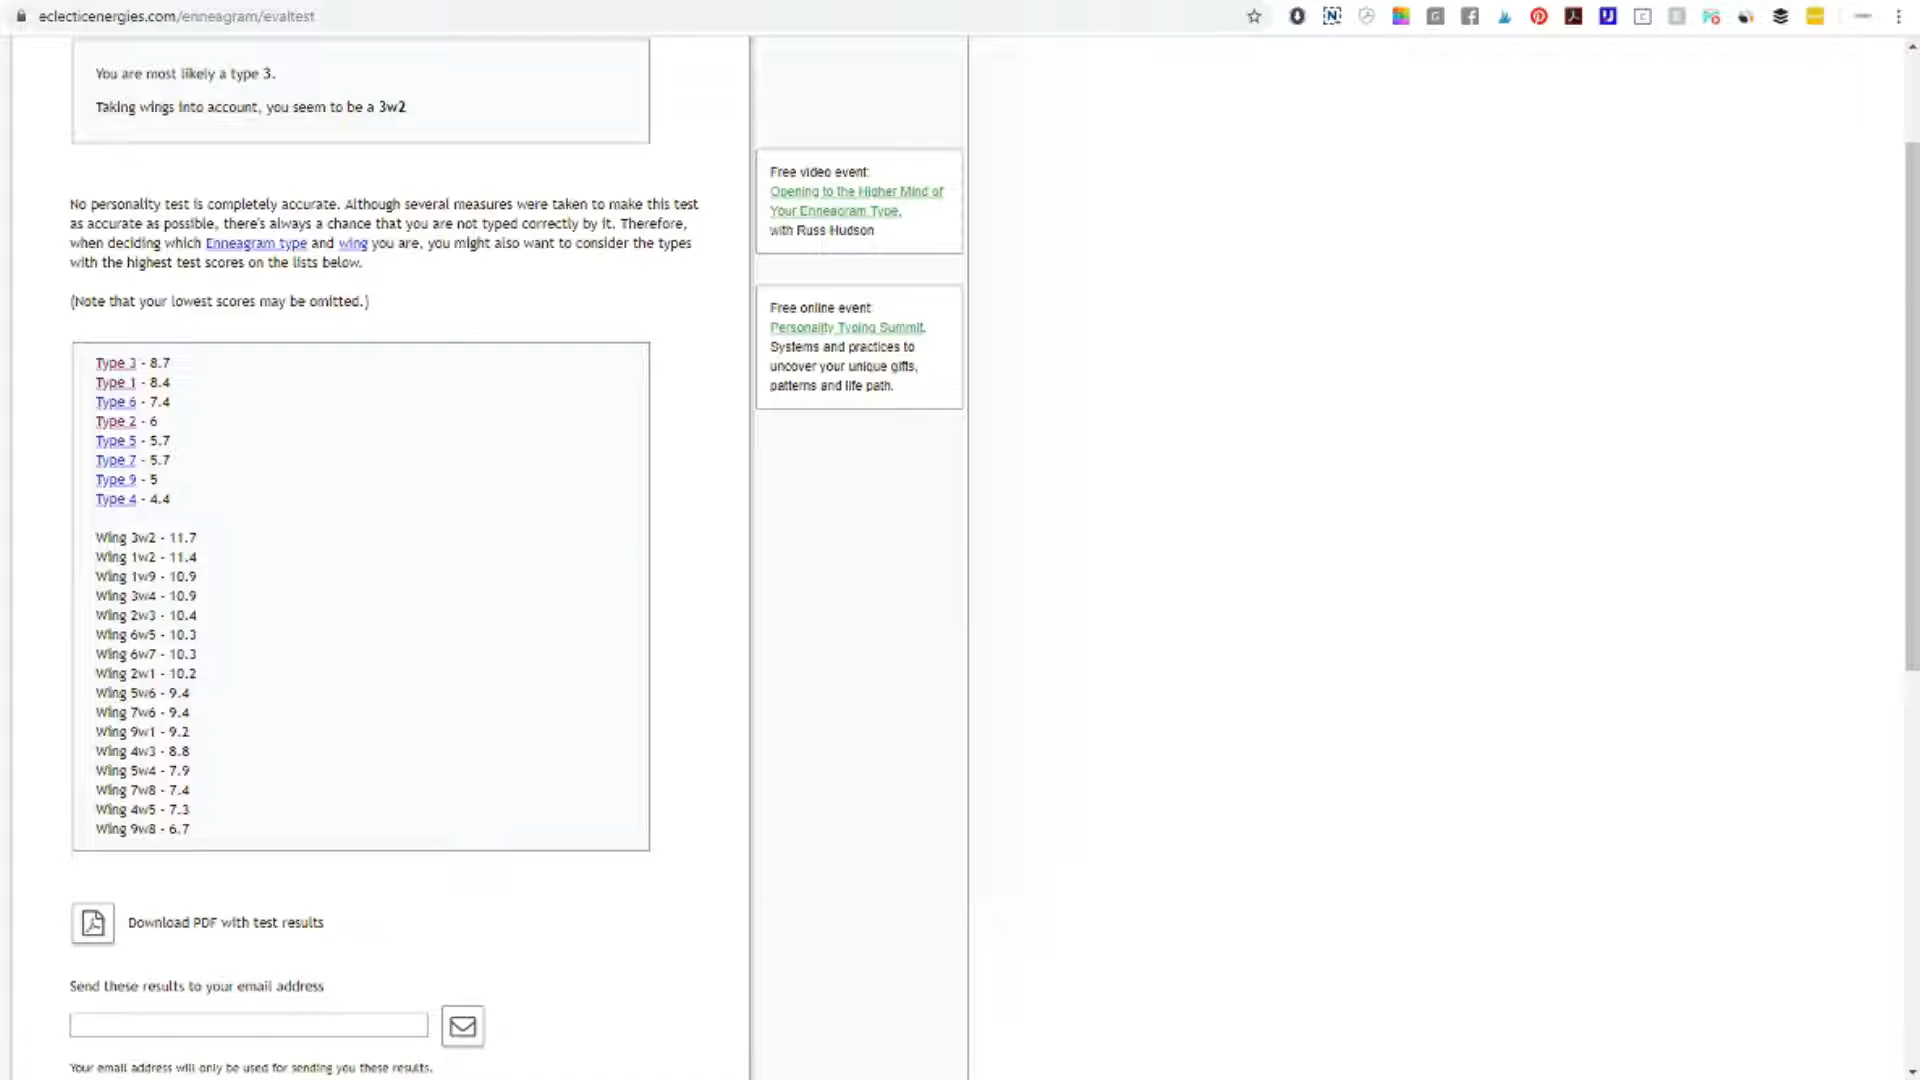 eclecticenergies.com/enneagram/evaltest
You are most likely a type 3.
Taking wings into account, you seem to be a 3w2
No personality test is completely accurate. Although several measures were taken to make this test
as accurate as possible, there's always a chance that you are not typed correctly by it. Therefore,
when deciding which Enneagram type and wing you are, you might also want to consider the types
with the highest test scores on the lists below.
(Note that your lowest scores may be omitted.)
Type 3 - 8.7
Type 1 - 8.4
Type 6 - 7.4
Type 2 - 6
Type 5 - 5.7
Type 7 - 5.7
Type 9 - 5
Type 4 - 4.4
Wing 3w2 - 11.7
Wing 1w2 - 11.4
Wing 1w9 - 10.9
Wing 3w4 - 10.9
Wing 2w3 - 10.4
Wing 6w5 - 10.3
Wing 6w7 - 10.3
Wing 2w1 - 10.2
Wing 5w6 - 9.4
Wing 7w6 - 9.4
Wing 9w1 - 9.2
Wing 4w3 - 8.8
Wing 5w4 - 7.9
Wing 7w8 - 7.4
Wing 4w5 - 7.3
Wing 9w8 - 6.7
Download PDF with test results
Send these results to your email address
Your email address will only be used for sending you these results.
Free video event:
Opening to the Higher Mind of
Your Enneagram Type,
with Russ Hudson
Free online event:
Personality Typing Summit.
Systems and practices to
uncover your unique gifts,
patterns and life path.